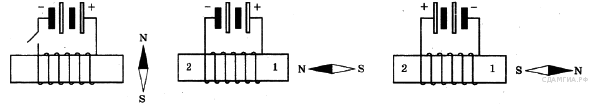 − +
N
S
− +
2 1
N S
+ −
2 1
S N
СДАМГИА.РФ